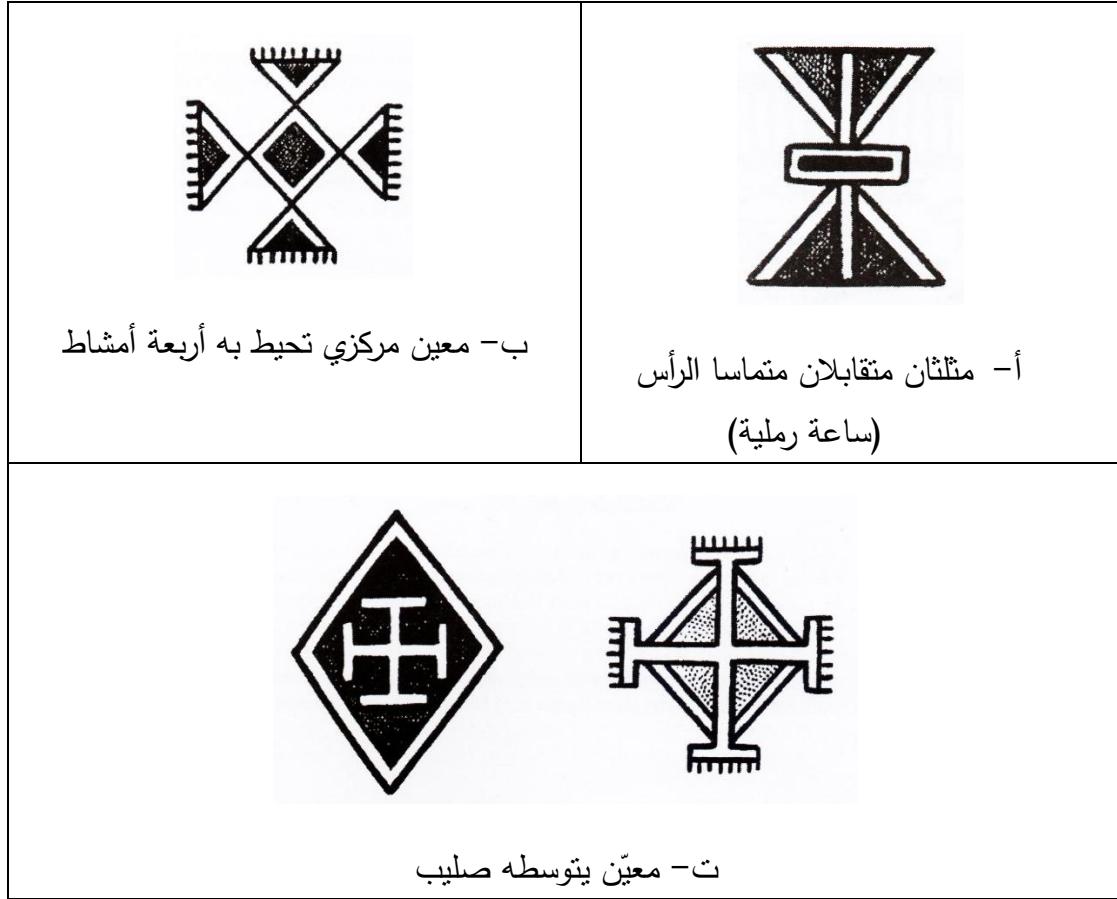 أ- مثلثان متقابلان متماسا الرأس
(ساعة رملية)
ب- معين مركزي تحيط به أربعة أمشاط
ت- معيّن يتوسطه صليب